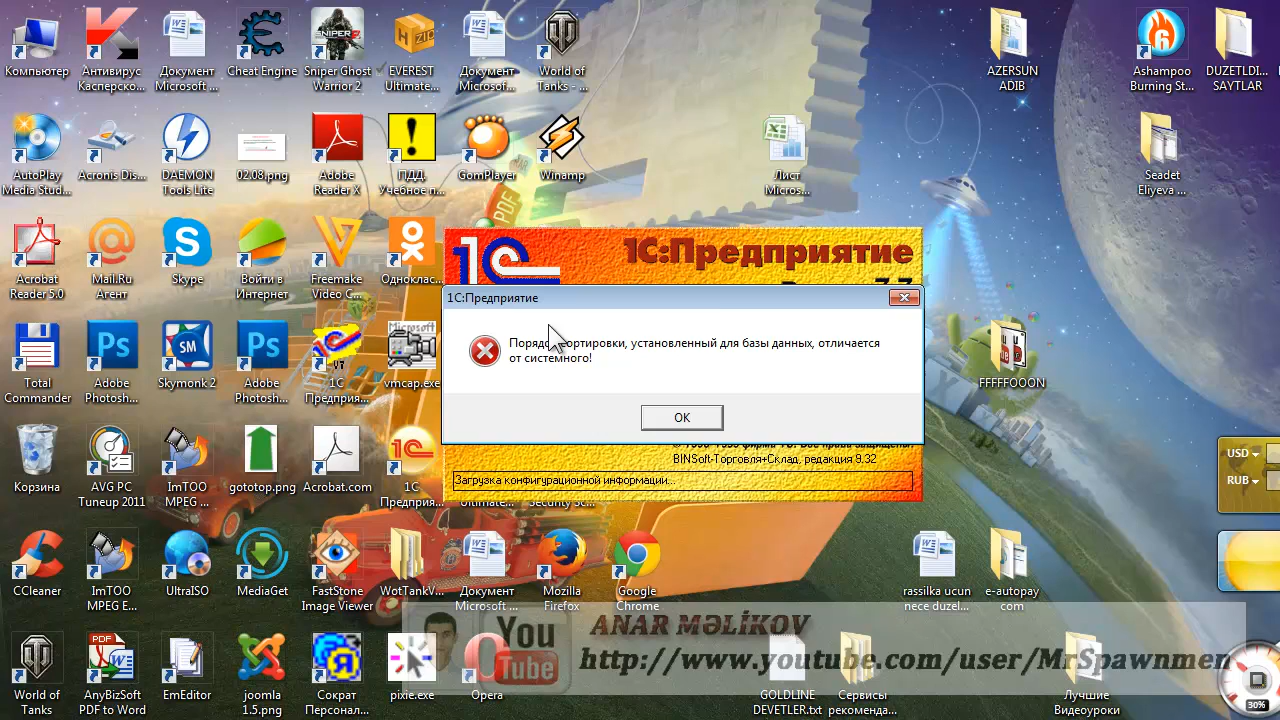 Компьютер
Антивирус Касперско...
Документ Microsoft ...
Cheat Engine
Sniper Ghost Warrior 2
EVEREST Ultimate...
Документ Microsoft...
World of Tanks - ...
AZERSUN ADIB
Ashampoo Burning St...
DUZETLDI... SAYTLAR
AutoPlay Media Stud...
Acronis Dis...
DAEMON Tools Lite
02.08.png
Adobe Reader X
ПДД. Учебное п...
GomPlayer
Winamp
Лист Micros...
Seadet Eliyeva ...
Acrobat Reader 5.0
Mail.Ru Агент
Skype
Войти в Интернет
Freemake Video C...
Одноклас...
1С:Предприятие
1С:Предприятие
Порядо сортировки, установленный для базы данных, отличается
от системного!
OK
BINSoft-Торговля+Склад, редакция 9.32
Загрузка конфигурационной информации...
Total Commander
Adobe Photosh...
Skymonk 2
Adobe Photosh...
1С Предприя...
vmcap.exe
FFFFFOOON
Корзина
AVG PC Tuneup 2011
ImTOO MPEG ...
gototop.png
Acrobat.com
1С Предприя...
USD
RUB
CCleaner
ImTOO MPEG E...
UltraISO
MediaGet
FastStone Image Viewer
WotTankV...
Документ Microsoft ...
Mozilla Firefox
Google Chrome
rassilka ucun nece duzel...
e-autopay com
You Tube
ANAR MƏLİKOV
http://www.youtube.com/user/MrSpawnmen
World of Tanks
AnyBizSoft PDF to Word
EmEditor
joomla 1.5.png
Сократ Персонал...
pixie.exe
Opera
GOLDLINE DEVETLER.txt
Сервисы рекоменда...
Лучшие Видеоуроки
30%